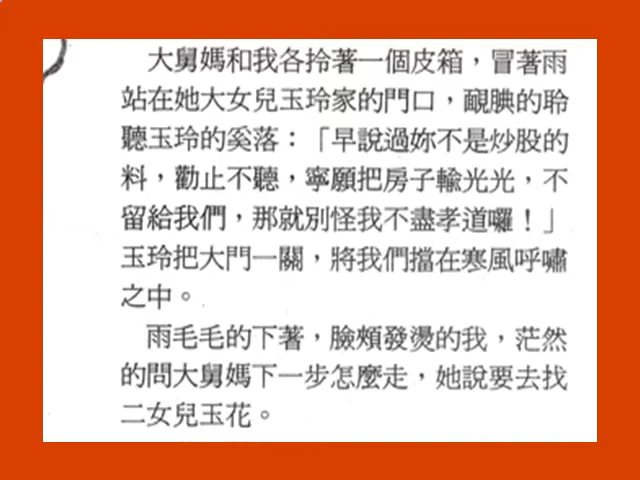 大舅媽和我各拎著一個皮箱，冒著雨
站在她大女兒玉玲家的門口，靦腆的聆
聽玉玲的奚落：「早說過妳不是炒股的
料，勸止不聽，寧願把房子輸光光，不
留給我們，那就別怪我不盡孝道囉！」
玉玲把大門一關，將我們擋在寒風呼嘯
之中。
雨毛毛的下著，臉頰發燙的我，茫然
的問大舅媽下一步怎麼走，她說要去找
二女兒玉花。